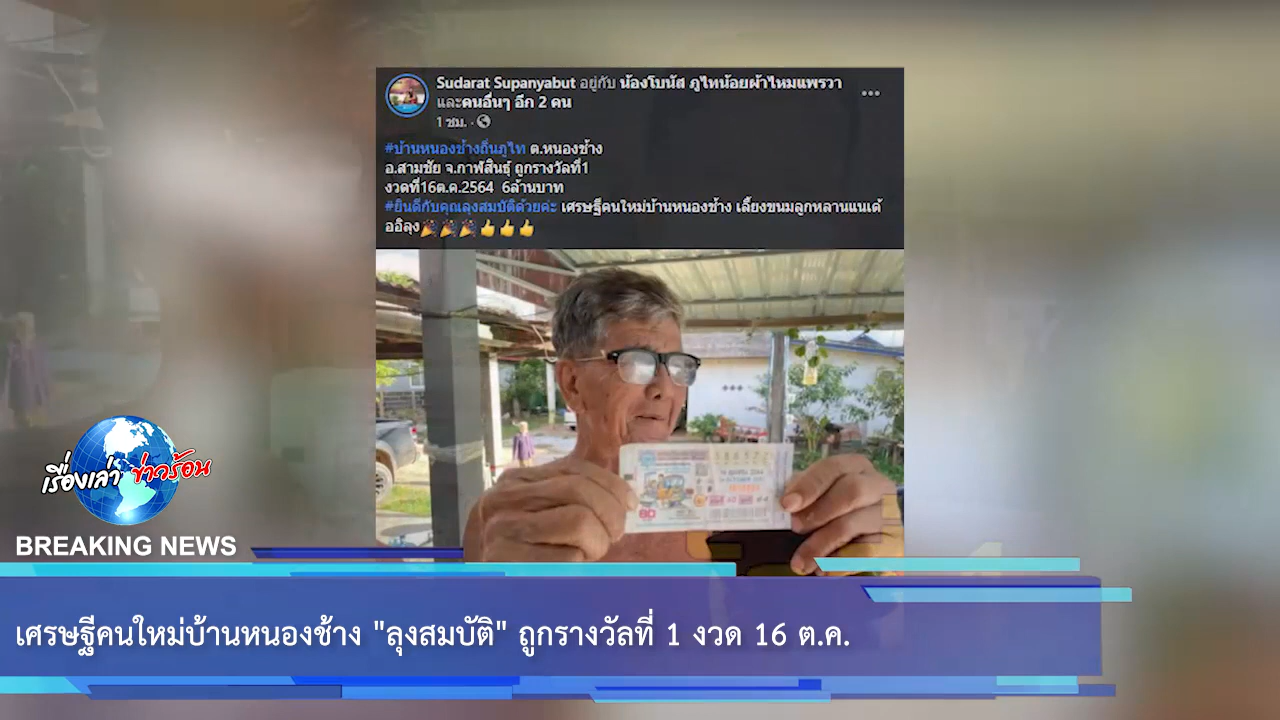 Sudarat Supanyabut อยู่กับ น้องโบนัส ภูไทน้อยผ้าไหมแพรวา
และคนอื่นๆ อีก 2 คน
1 ชม. ·
#บ้านหนองช้างถิ่นภูไท ต.หนองช้าง
อ.สามชัย จ.กาฬสินธุ์ ถูกรางวัลที่1
งวดที่16ต.ค.2564 6ล้านบาท
#ยินดีกับคุณลุงสมบัติด้วยค่ะ เศรษฐีคนใหม่บ้านหนองช้าง เลี้ยงขนมลูกหลานแนเด้
ออิลุง🎉🎉🎉👍👍👍
เรื่องเล่า ข่าวร้อน
BREAKING NEWS
เศรษฐีคนใหม่บ้านหนองช้าง "ลุงสมบัติ" ถูกรางวัลที่ 1 งวด 16 ต.ค.